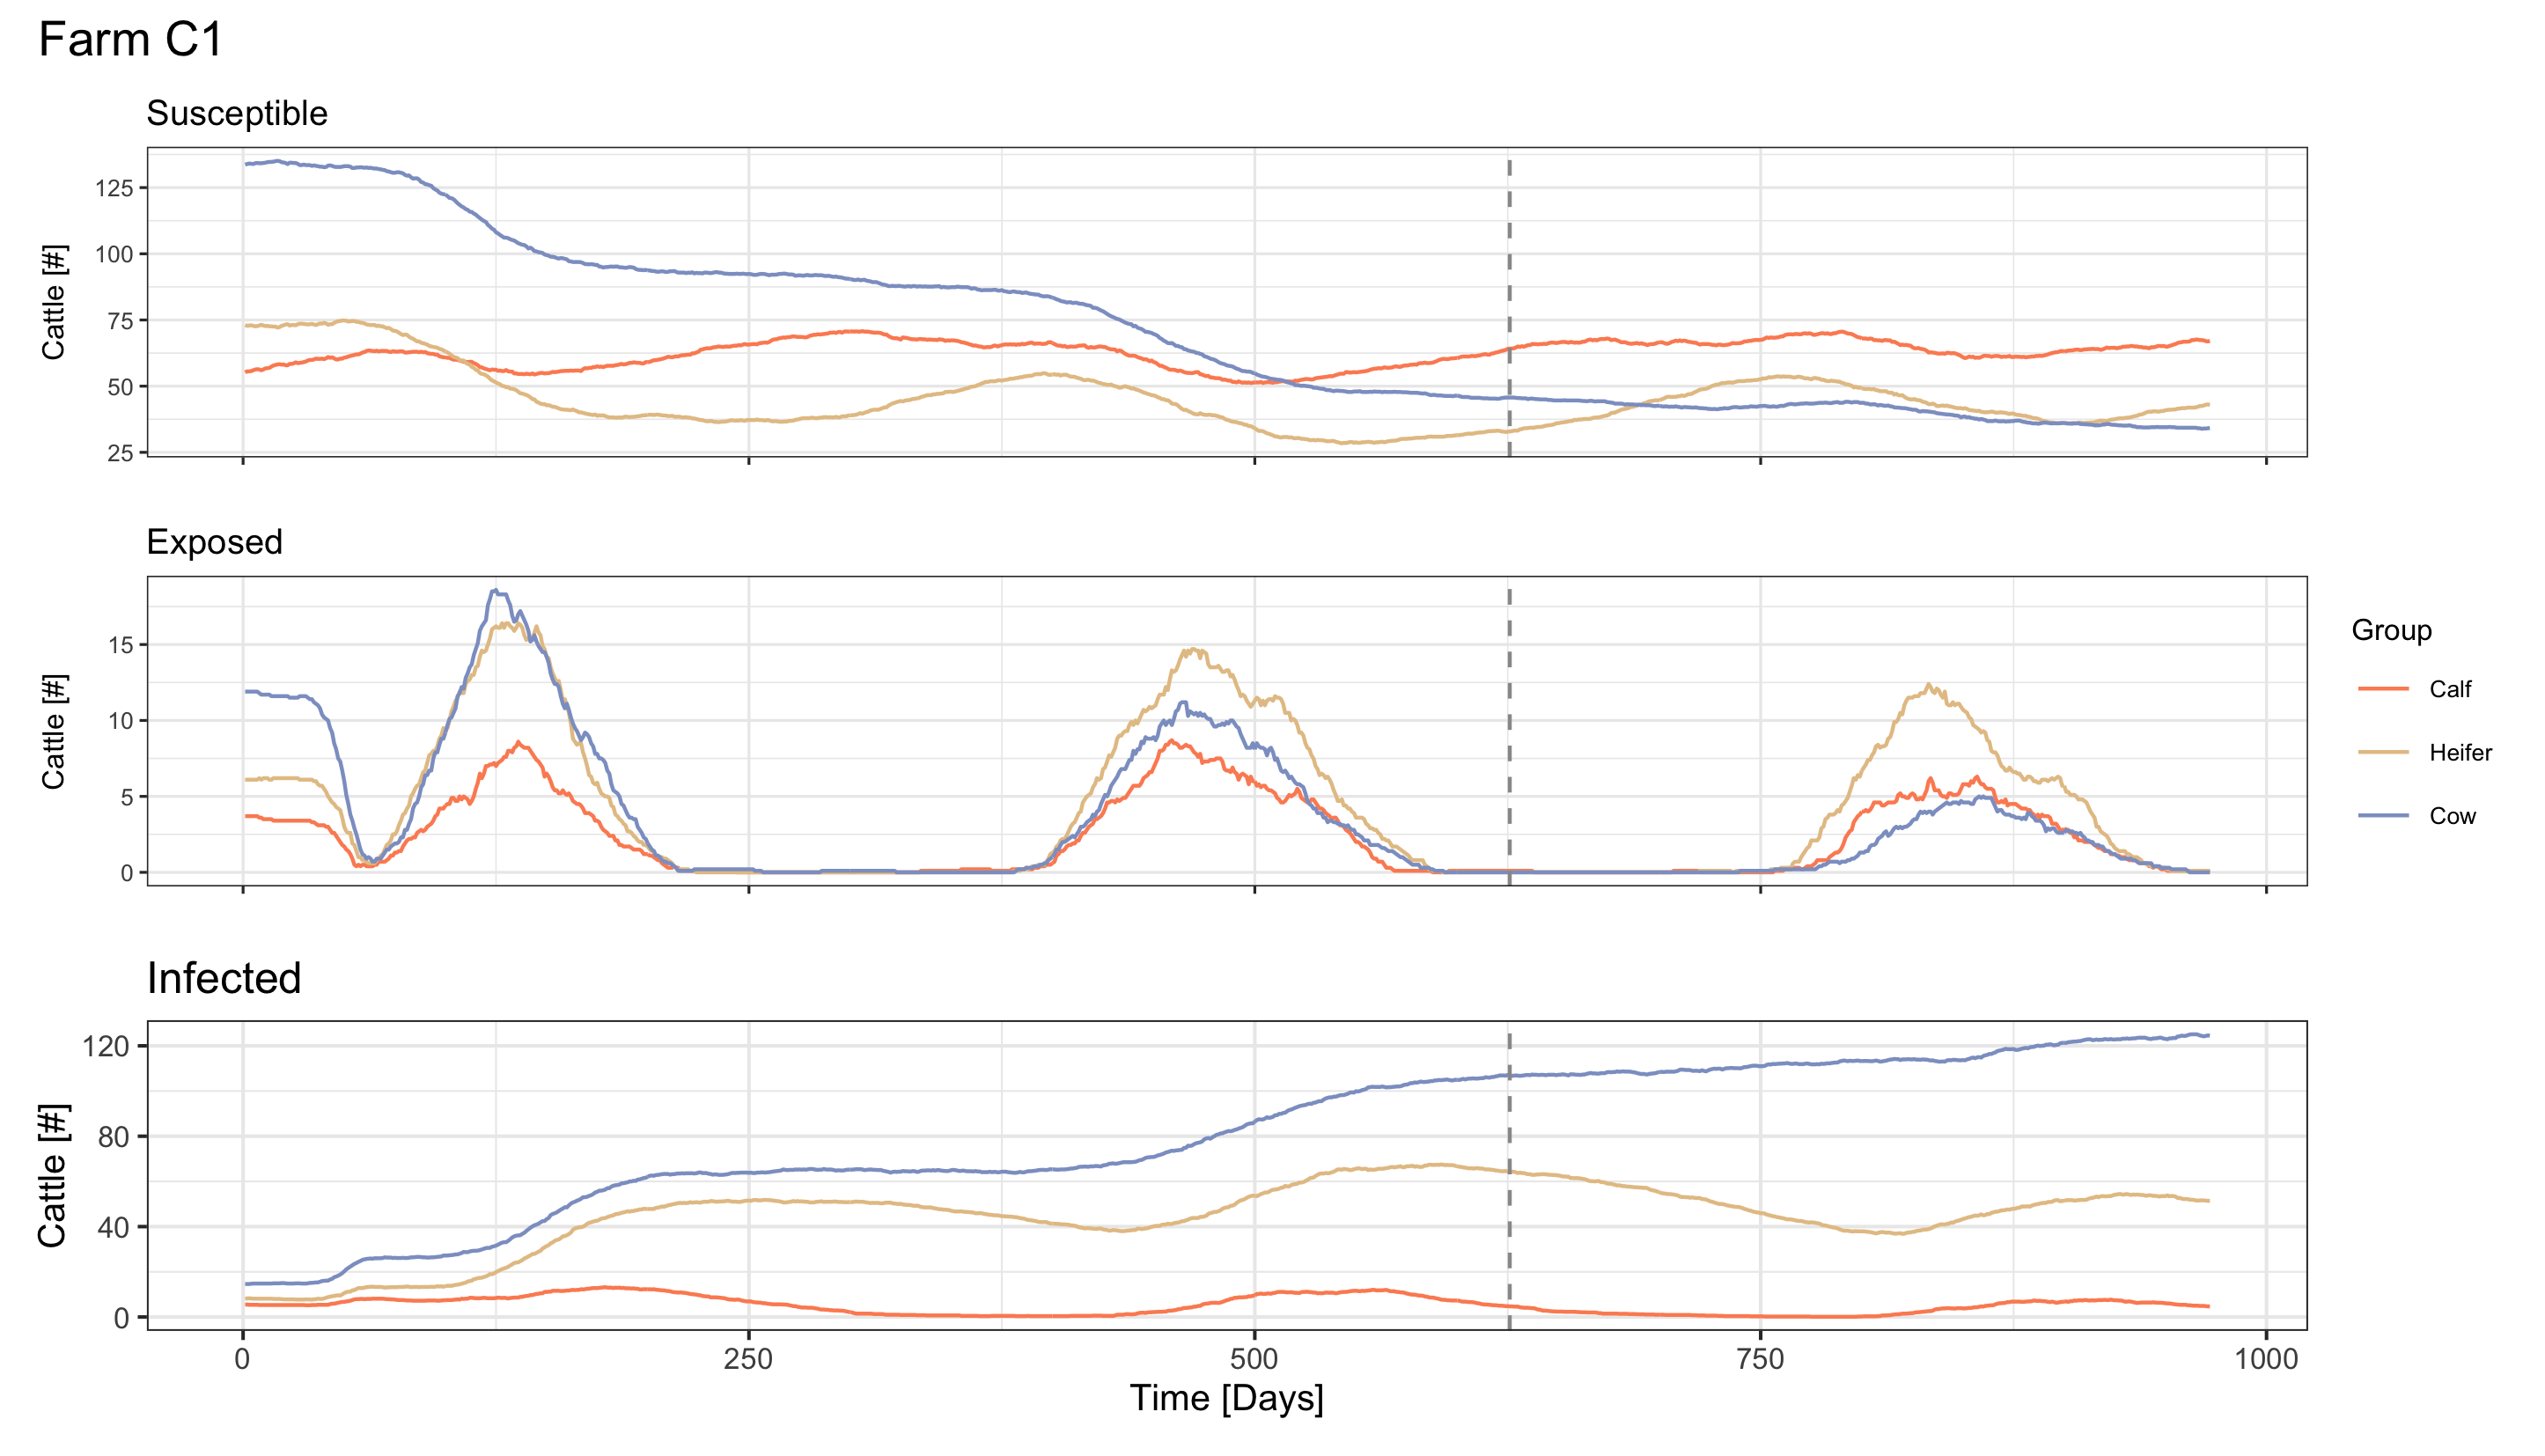 Farm C1
Susceptible
125
100
75
50
25
Cattle [#]
Exposed
15
10
5
0
Cattle [#]
Group
Calf
Heifer
Cow
Infected
120
80
40
0
Cattle [#]
0 250 500 750 1000
Time [Days]